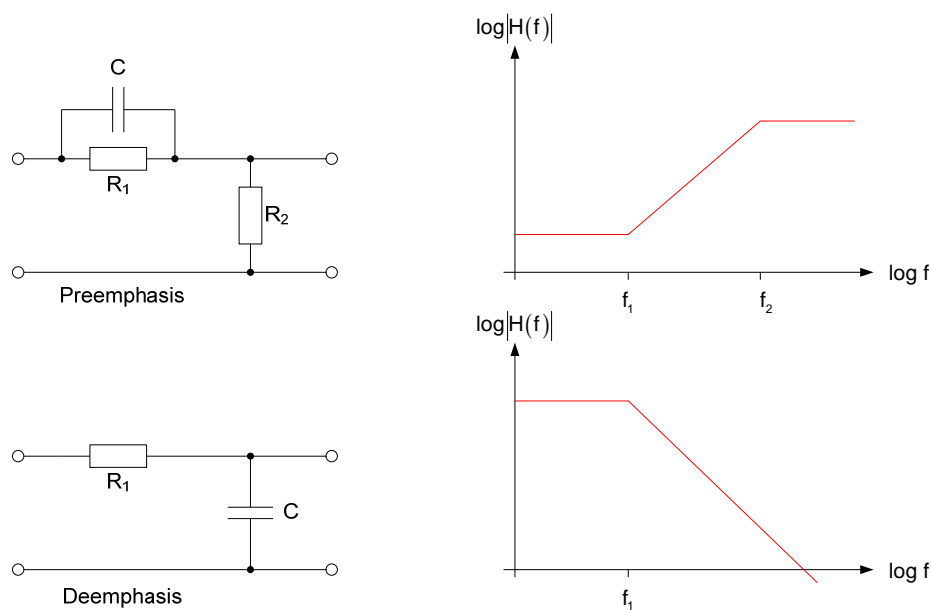 log|H(f)|
C
R₁
R₂
Preemphasis
log f
f₁
f₂
log|H(f)|
R₁
C
Deemphasis
log f
f₁